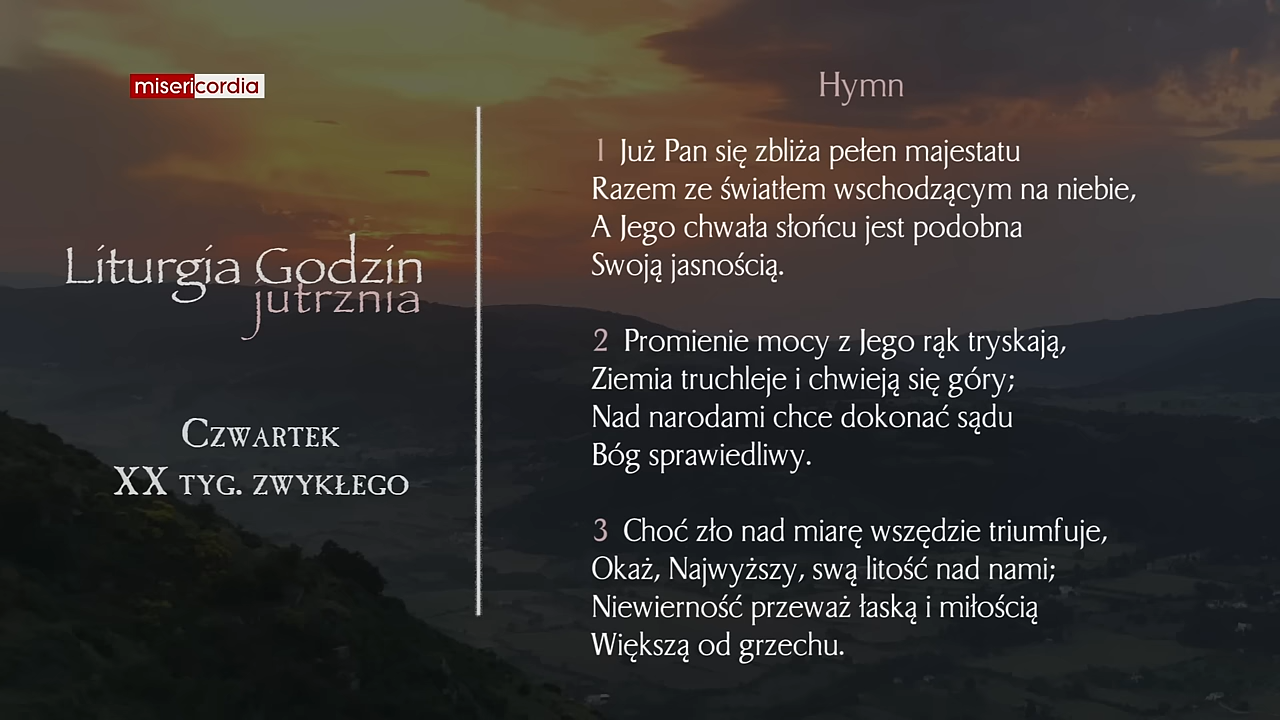 misericordia
Liturgia Godzin
jutrznia
Czwartek
XX tyg. zwykłego
Hymn
1 Już Pan się zbliża pełen majestatu
Razem ze światłem wschodzącym na niebie,
A Jego chwała słońcu jest podobna
Swoją jasnością.
2 Promienie mocy z Jego rąk tryskają,
Ziemia truchleje i chwieją się góry;
Nad narodami chce dokonać sądu
Bóg sprawiedliwy.
3 Choć zło nad miarę wszędzie triumfuje,
Okaż, Najwyższy, swą litość nad nami;
Niewierność przeważ łaską i miłością
Większą od grzechu.